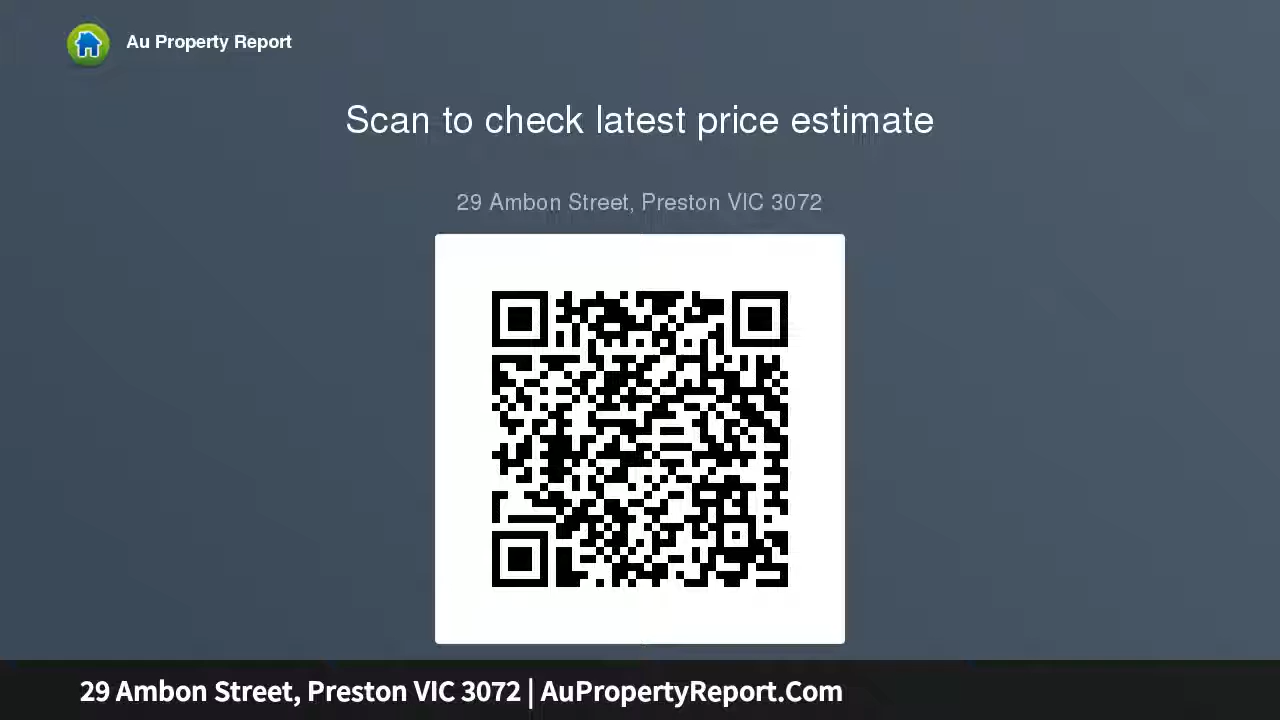 Au Property Report
Scan to check latest price estimate
29 Ambon Street, Preston VIC 3072
29 Ambon Street, Preston VIC 3072 | AuPropertyReport.Com